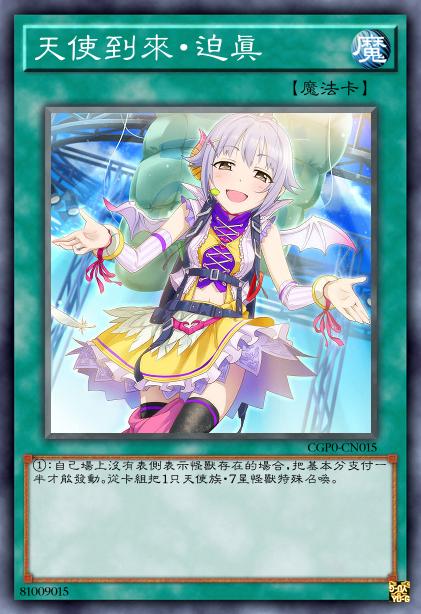 天使到來·迫真
魔
【魔法卡】
CGP0-CN015
①:自己場上沒有表側表示怪獸存在的場合,把基本分支付一
半才能發動。從卡組把1只天使族·7星怪獸特殊召喚。
81009015